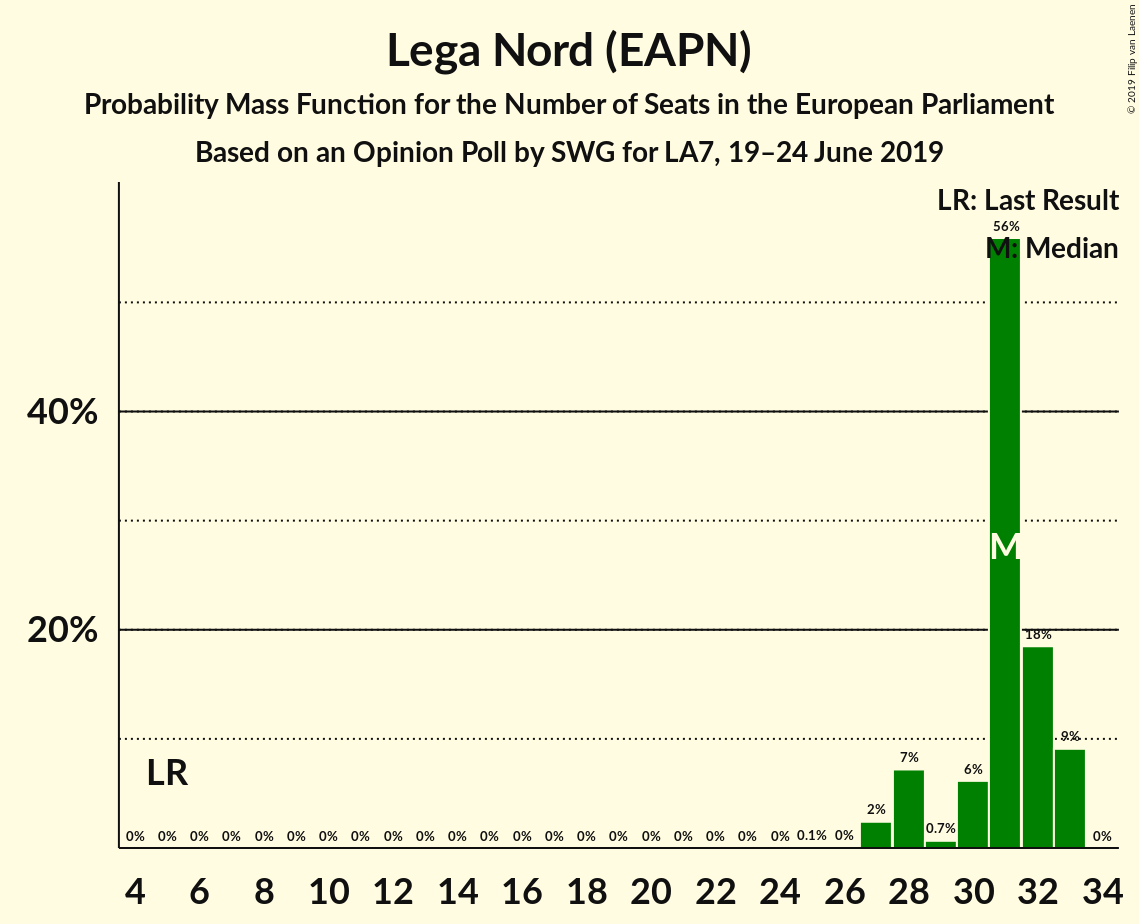 Lega Nord (EAPN)
Probability Mass Function for the Number of Seats in the European Parliament
Based on an Opinion Poll by SWG for LA7, 19–24 June 2019
© 2019 Filip van Laenen
LR: Last Result
56%
M: Median
40%
M
20%
18%
9%
7%
6%
LR
2%
0.7%
0% 0% 0% 0% 0% 0% 0% 0% 0% 0% 0% 0% 0% 0% 0% 0% 0% 0% 0% 0% 0% 0.1% 0% 0%
4 6 8 10 12 14 16 18 20 22 24 26 28 30 32 34